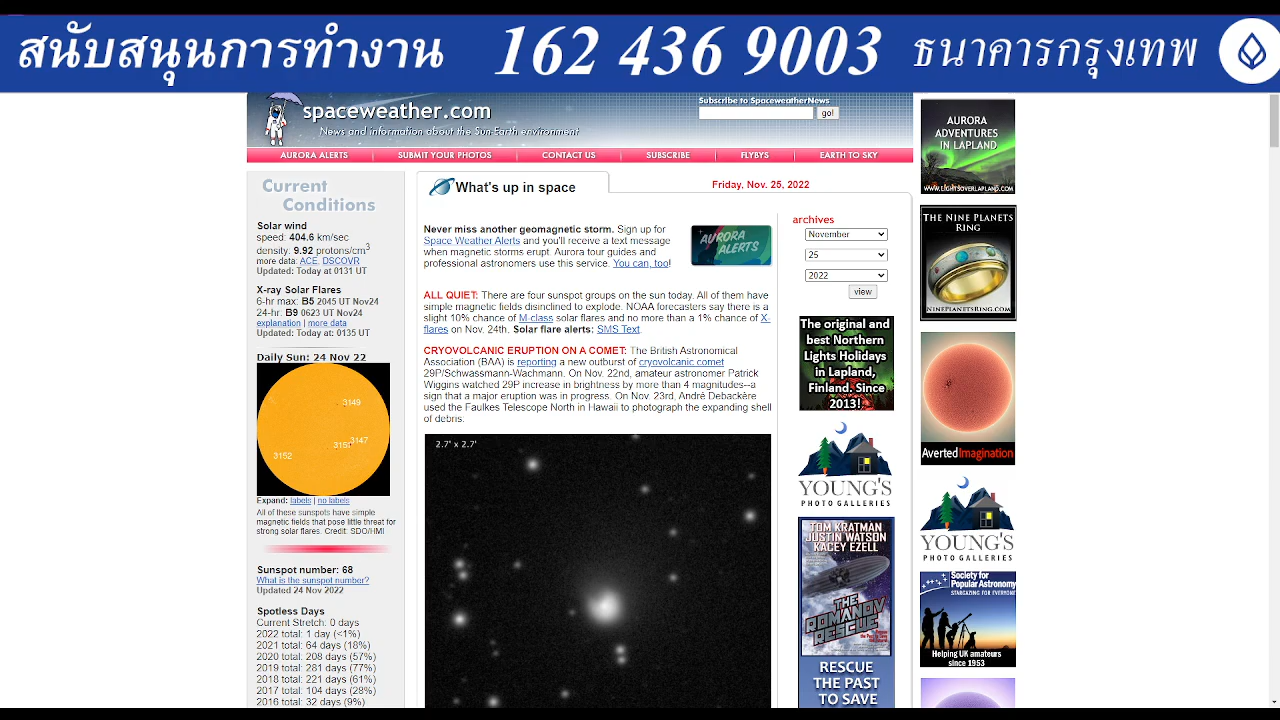 สนับสนุนการทำงาน 162 436 9003 ธนาคารกรุงเทพ
spaceweather.com
News and information about the Sun-Earth environment
Subscribe to SpaceweatherNews
go!
AURORA ALERTS | SUBMIT YOUR PHOTOS | CONTACT US | SUBSCRIBE | FLYBYS | EARTH TO SKY
Current
Conditions
Solar wind
speed: 404.6 km/sec
density: 9.92 protons/cm3
more data: ACE, DSCOVR
Updated: Today at 0131 UT
X-ray Solar Flares
6-hr max: B5 2045 UT Nov24
24-hr: B9 0623 UT Nov24
explanation | more data
Updated: Today at: 0135 UT
Daily Sun: 24 Nov 22
3149
3147
3151
3152
Expand: labels | no labels
All of these sunspots have simple
magnetic fields that pose little threat for
strong solar flares. Credit: SDO/HMI
Sunspot number: 68
What is the sunspot number?
Updated 24 Nov 2022
Spotless Days
Current Stretch: 0 days
2022 total: 1 day (<1%)
2021 total: 64 days (18%)
2020 total: 208 days (57%)
2019 total: 281 days (77%)
2018 total: 221 days (61%)
2017 total: 104 days (28%)
2016 total: 32 days (9%)
What's up in space
Friday, Nov. 25, 2022
Never miss another geomagnetic storm. Sign up for
Space Weather Alerts and you'll receive a text message
when magnetic storms erupt. Aurora tour guides and
professional astronomers use this service. You can, too!
AURORA
ALERTS
ALL QUIET: There are four sunspot groups on the sun today. All of them have
simple magnetic fields disinclined to explode. NOAA forecasters say there is a
slight 10% chance of M-class solar flares and no more than a 1% chance of X-
flares on Nov. 24th. Solar flare alerts: SMS Text.
CRYOVOLCANIC ERUPTION ON A COMET: The British Astronomical
Association (BAA) is reporting a new outburst of cryovolcanic comet
29P/Schwassmann-Wachmann. On Nov. 22nd, amateur astronomer Patrick
Wiggins watched 29P increase in brightness by more than 4 magnitudes--a
sign that a major eruption was in progress. On Nov. 23rd, André Debackère
used the Faulkes Telescope North in Hawaii to photograph the expanding shell
of debris.
2.7' x 2.7'
archives
November
25
2022
view
The original and
best Northern
Lights Holidays
in Lapland,
Finland. Since
2013!
YOUNG'S
PHOTO GALLERIES
TOM KRATMAN
JUSTIN WATSON
KACEY EZELL
THE
ROMANOV
RESCUE
RESCUE
THE PAST
TO SAVE
AURORA
ADVENTURES
IN LAPLAND
WWW.LIGHTSOVERLAPLAND.COM
THE NINE PLANETS
RING
NINEPLANETSRING.COM
AvertedImagination
YOUNG'S
PHOTO GALLERIES
Society for
Popular Astronomy
STARGAZING FOR EVERYONE
Helping UK amateurs
since 1953